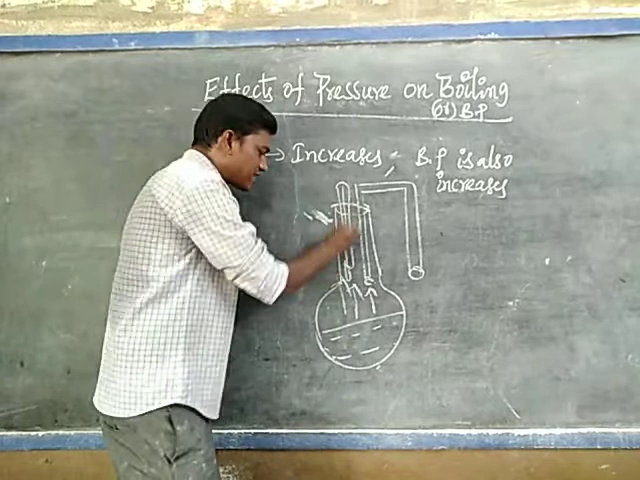 Effects of Pressure on Boiling
(or) B.P
→ Increases - B.P is also
increases